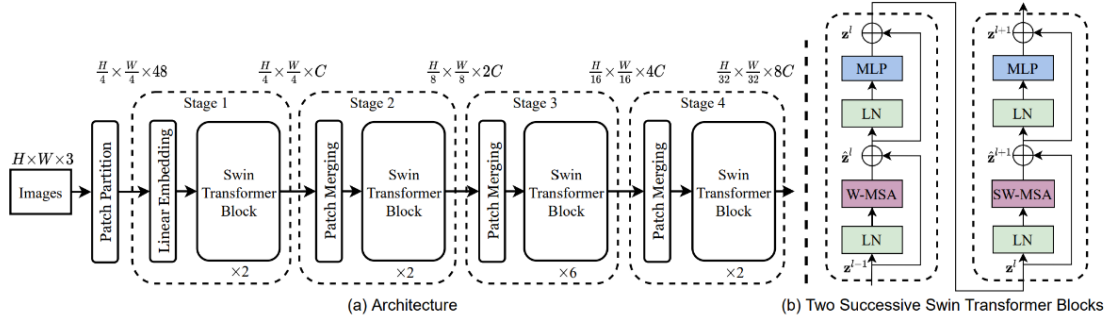 H×W×3
Images
Patch Partition
H/4 × W/4 × 48
Stage 1
Linear Embedding
Swin
Transformer
Block
×2
H/4 × W/4 × C
Stage 2
Patch Merging
Swin
Transformer
Block
×2
H/8 × W/8 × 2C
Stage 3
Patch Merging
Swin
Transformer
Block
×6
H/16 × W/16 × 4C
Stage 4
Patch Merging
Swin
Transformer
Block
×2
H/32 × W/32 × 8C
(a) Architecture
z^l
MLP
LN
ẑ^l
W-MSA
LN
z^{l-1}
z^{l+1}
MLP
LN
ẑ^{l+1}
SW-MSA
LN
z^l
(b) Two Successive Swin Transformer Blocks